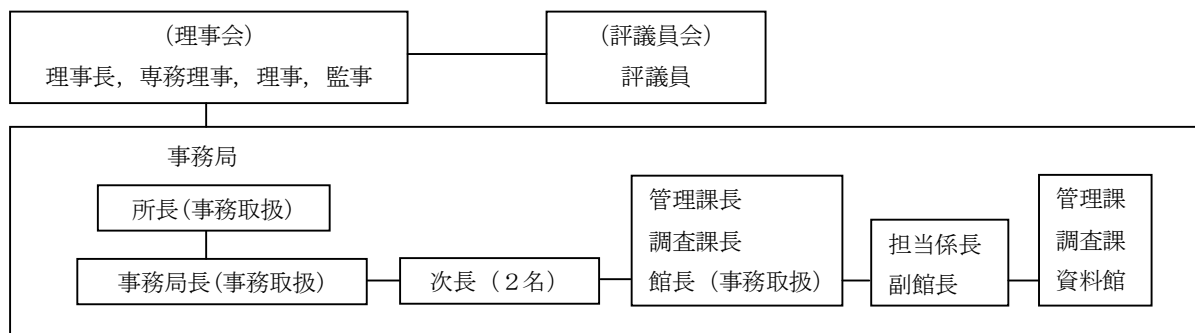 (理事会)
理事長，専務理事，理事，監事
(評議員会)
評議員
事務局
所長(事務取扱)
事務局長(事務取扱)
次長（２名）
管理課長
調査課長
館長（事務取扱）
担当係長
副館長
管理課
調査課
資料館